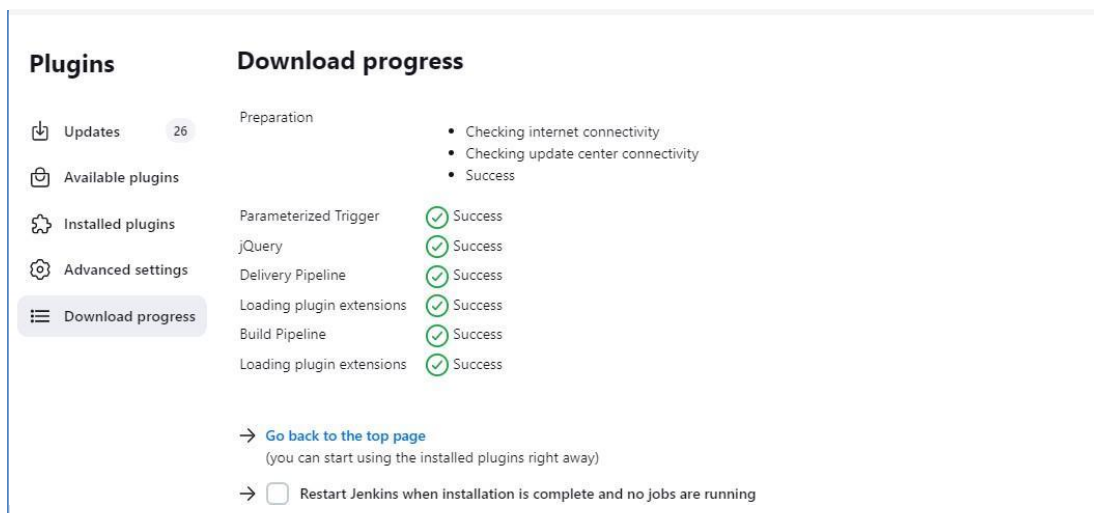 Plugins
Updates 26
Available plugins
Installed plugins
Advanced settings
Download progress
Download progress
Preparation
Checking internet connectivity
Checking update center connectivity
Success
Parameterized Trigger Success
jQuery Success
Delivery Pipeline Success
Loading plugin extensions Success
Build Pipeline Success
Loading plugin extensions Success
Go back to the top page
(you can start using the installed plugins right away)
Restart Jenkins when installation is complete and no jobs are running